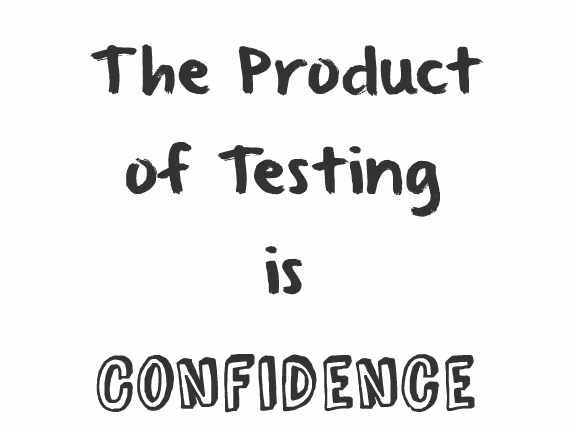 The Product
of Testing
is
CONFIDENCE